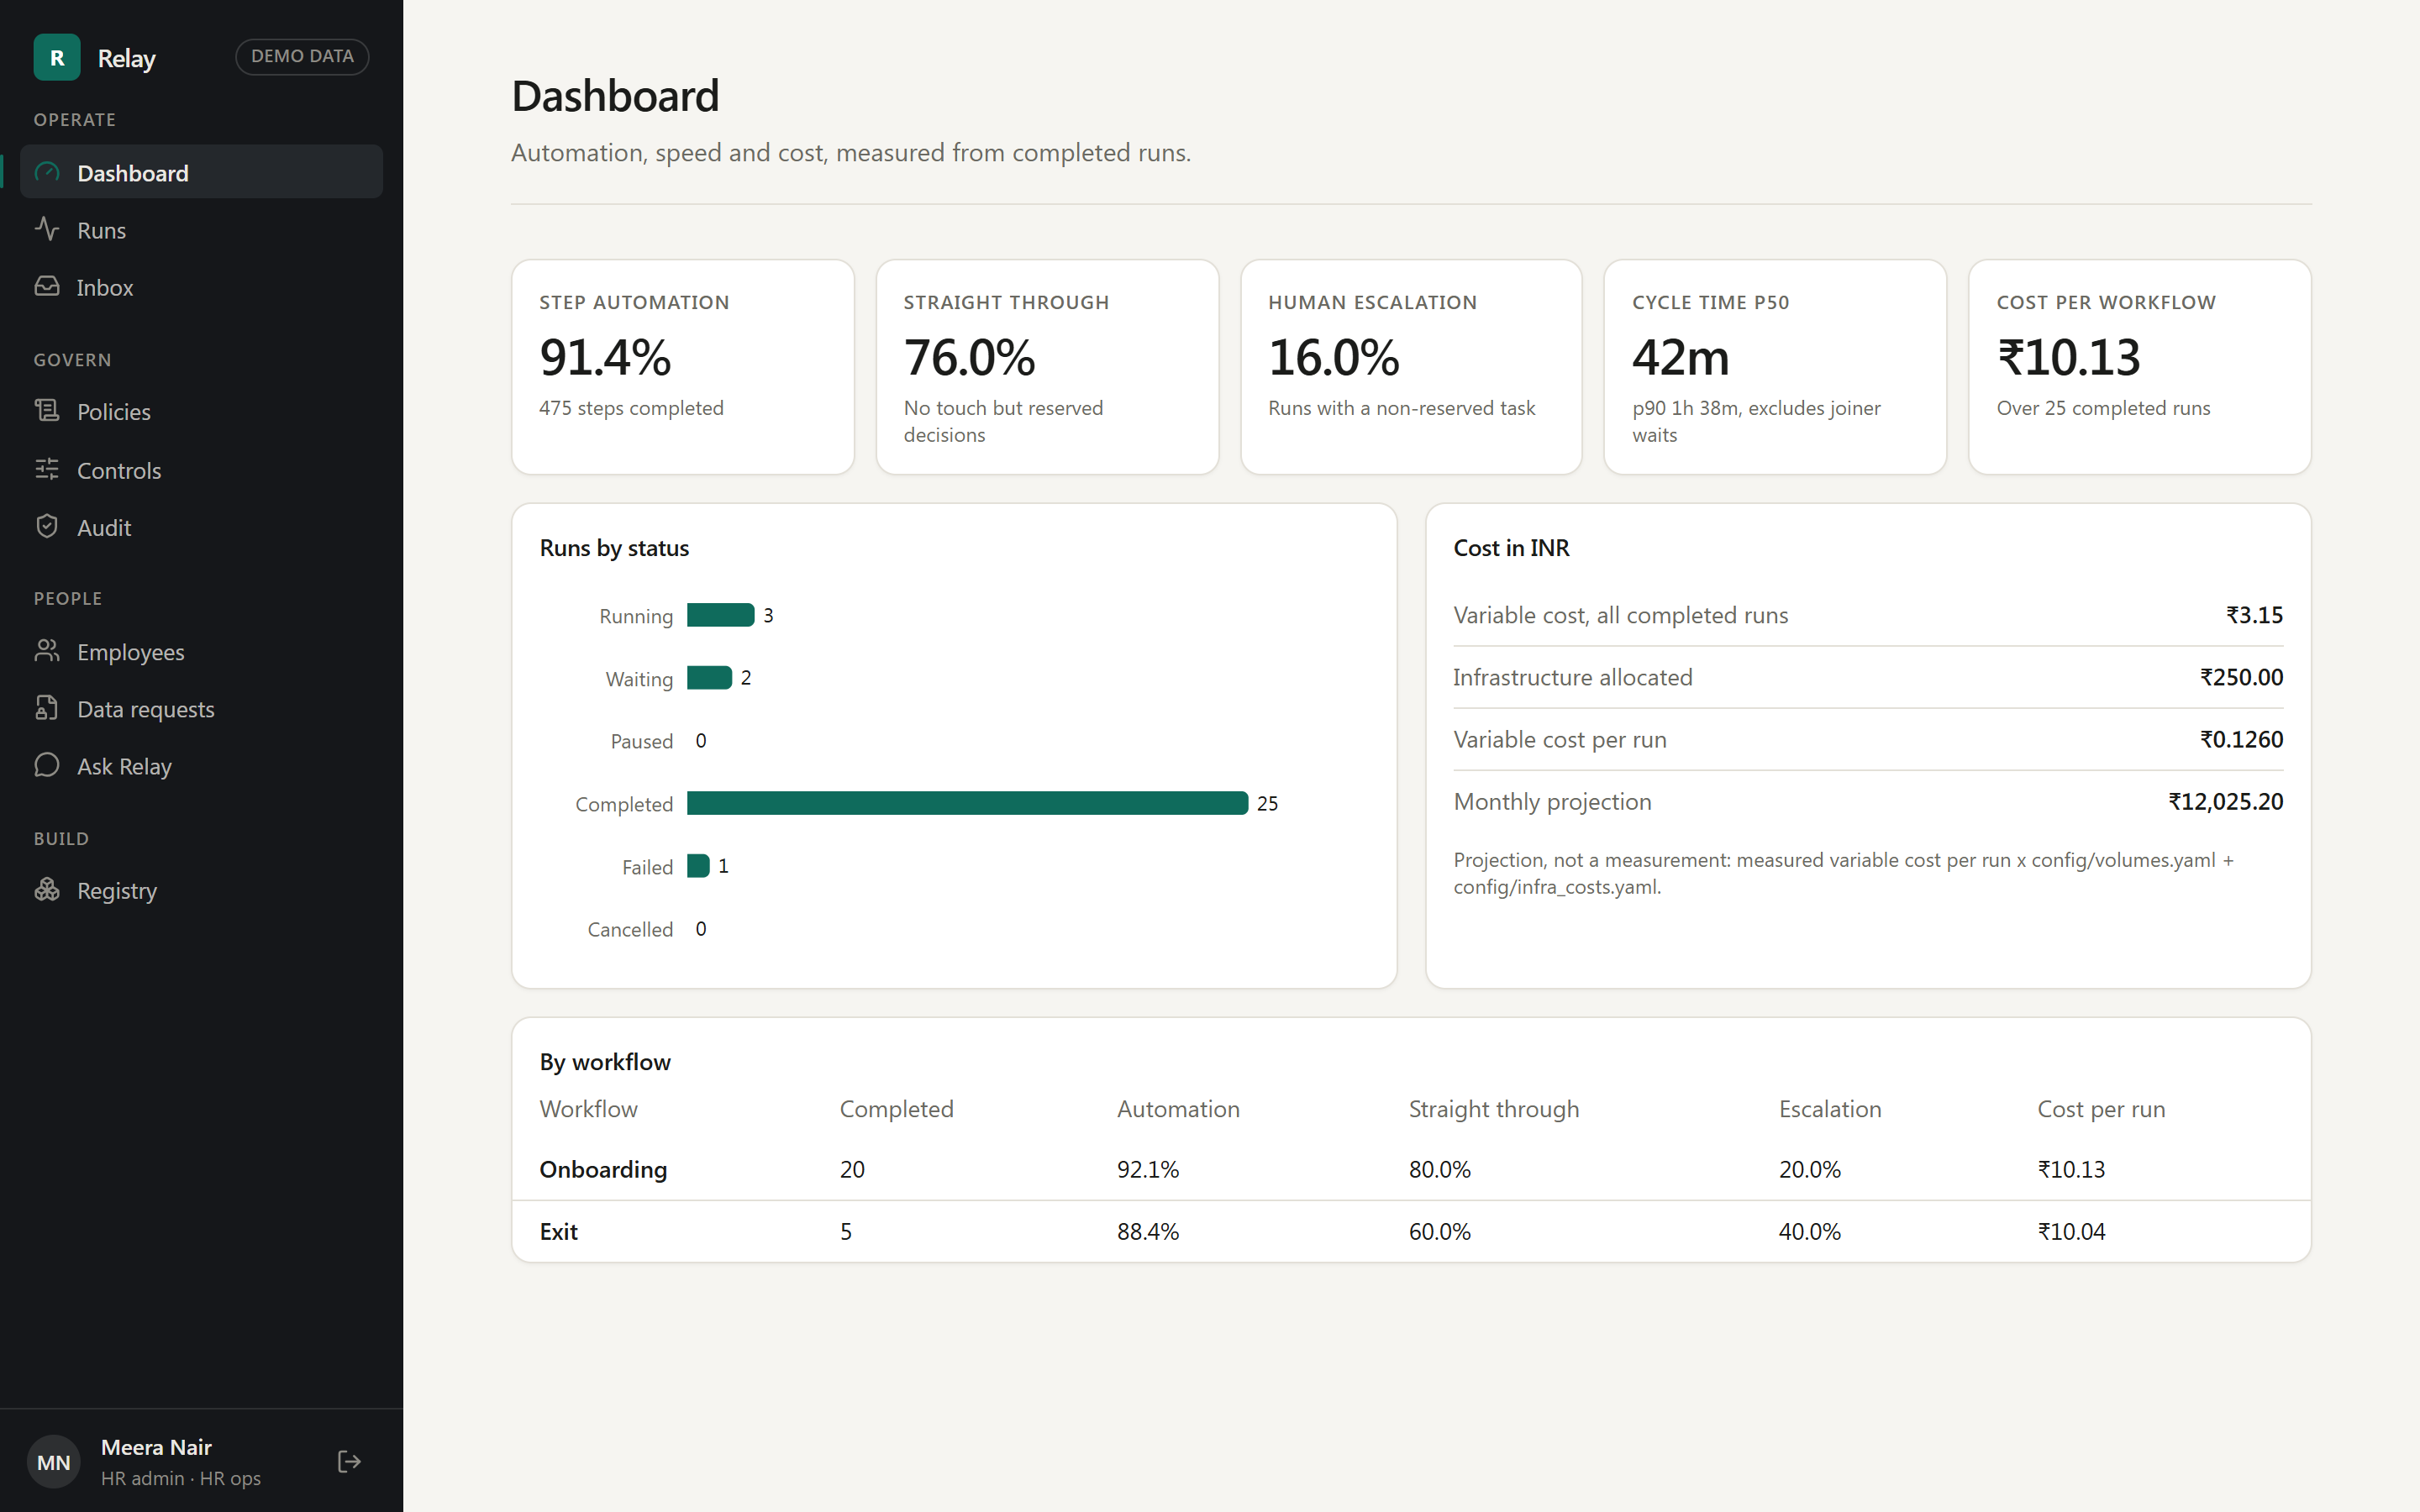 R Relay DEMO DATA
OPERATE
Dashboard
Runs
Inbox
GOVERN
Policies
Controls
Audit
PEOPLE
Employees
Data requests
Ask Relay
BUILD
Registry
MN
Meera Nair
HR admin · HR ops
Dashboard
Automation, speed and cost, measured from completed runs.
STEP AUTOMATION
91.4%
475 steps completed
STRAIGHT THROUGH
76.0%
No touch but reserved
decisions
HUMAN ESCALATION
16.0%
Runs with a non-reserved task
CYCLE TIME P50
42m
p90 1h 38m, excludes joiner
waits
COST PER WORKFLOW
₹10.13
Over 25 completed runs
Runs by status
Running 3
Waiting 2
Paused 0
Completed 25
Failed 1
Cancelled 0
Cost in INR
Variable cost, all completed runs ₹3.15
Infrastructure allocated ₹250.00
Variable cost per run ₹0.1260
Monthly projection ₹12,025.20
Projection, not a measurement: measured variable cost per run x config/volumes.yaml +
config/infra_costs.yaml.
By workflow
Workflow Completed Automation Straight through Escalation Cost per run
Onboarding 20 92.1% 80.0% 20.0% ₹10.13
Exit 5 88.4% 60.0% 40.0% ₹10.04